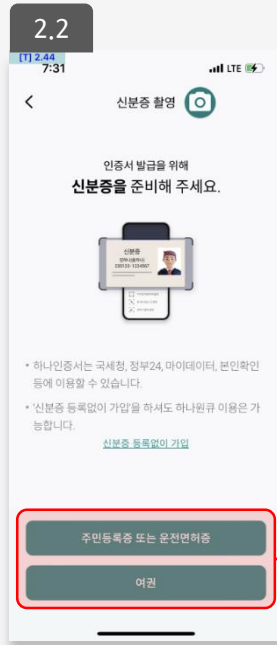 2.2
[T] 2.44
7:31
LTE
신분증 촬영
인증서 발급을 위해
신분증을 준비해 주세요.
신분증
• 하나인증서는 국세청, 정부24, 마이데이터, 본인확인
등에 이용할 수 있습니다.
• '신분증 등록없이 가입'을 하셔도 하나원큐 이용은 가
능합니다.
신분증 등록없이 가입
주민등록증 또는 운전면허증
여권